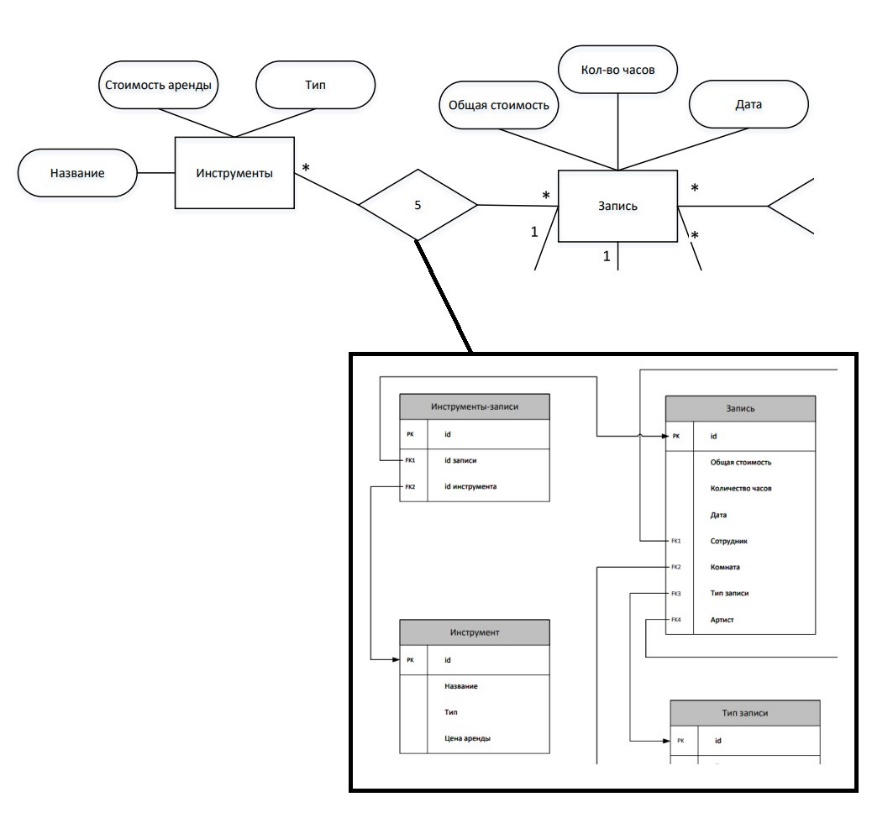 Кол-во часов
Стоимость аренды
Тип
Общая стоимость
Дата
Название
Инструменты
*
5
*
Запись
*
1
*
1
Инструменты-записи
PK id
FK1 id записи
FK2 id инструмента
Запись
PK id
Общая стоимость
Количество часов
Дата
FK1 Сотрудник
FK2 Комната
FK3 Тип записи
FK4 Артист
Инструмент
PK id
Название
Тип
Цена аренды
Тип записи
PK id